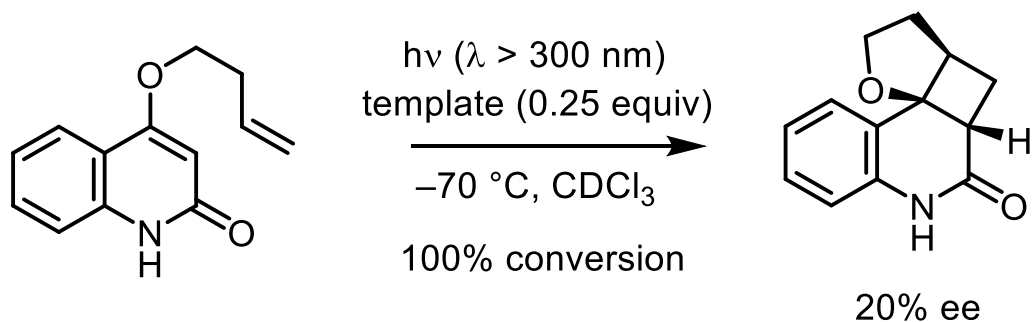 O
N
H
O
hν (λ > 300 nm)
template (0.25 equiv)
–70 °C, CDCl3
100% conversion
O
H
N
H
O
20% ee